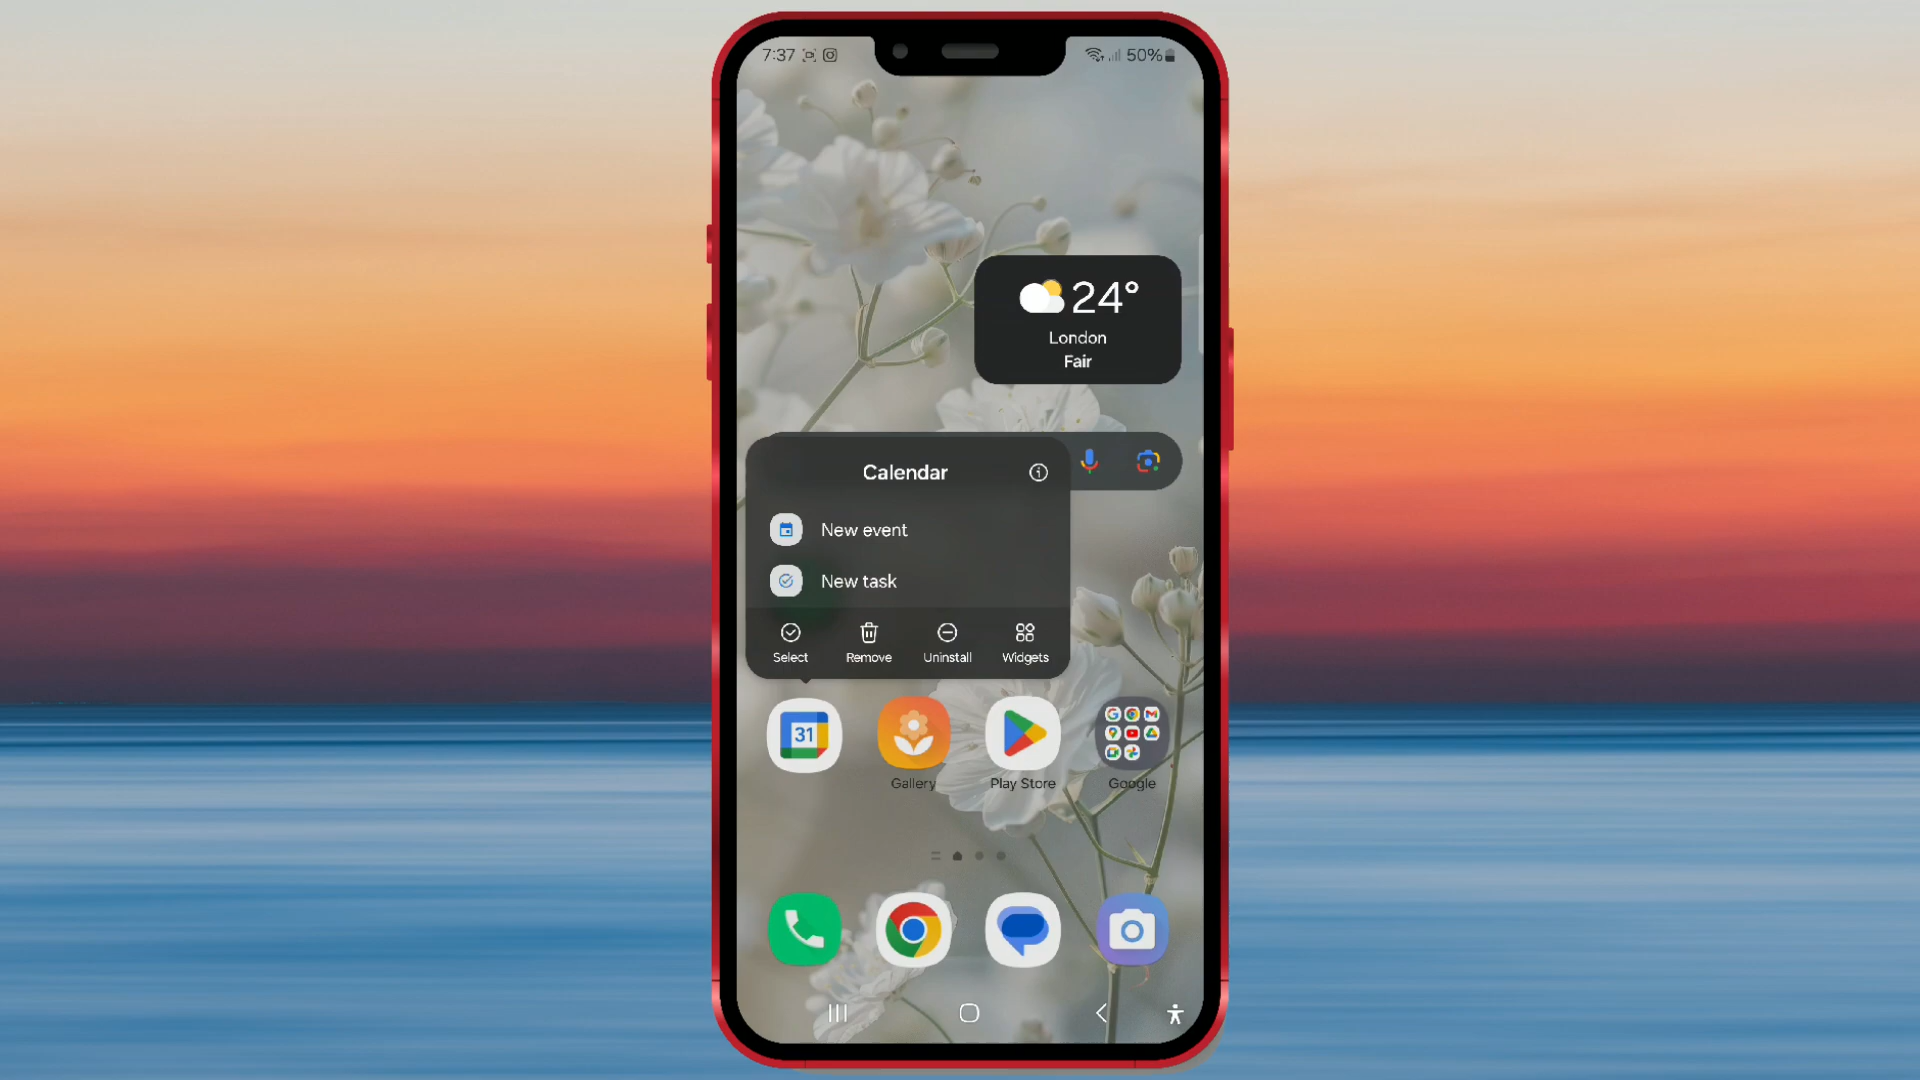 7:37
50%
24°
London
Fair
Calendar
New event
New task
Select
Remove
Uninstall
Widgets
31
Gallery
Play Store
Google